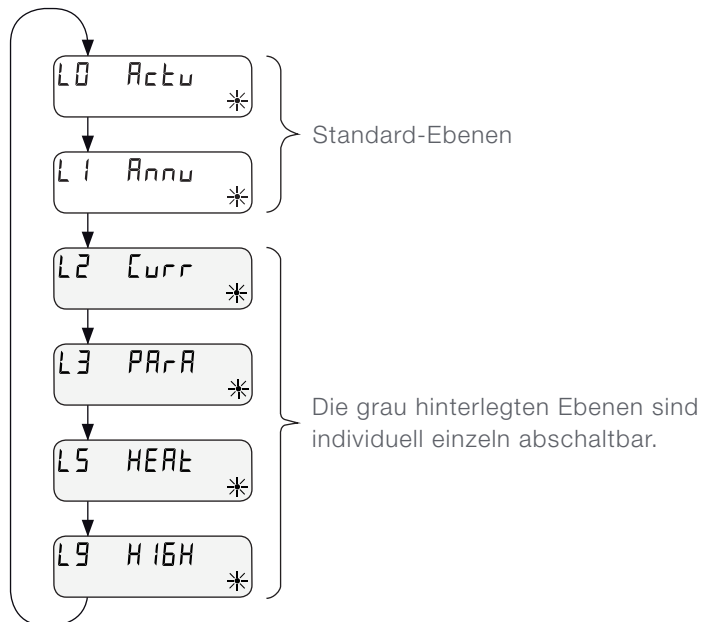 L0 Actu
Standard-Ebenen
L1 Annu
L2 Curr
L3 PArA
Die grau hinterlegten Ebenen sind
individuell einzeln abschaltbar.
L5 HEAt
L9 HIGH